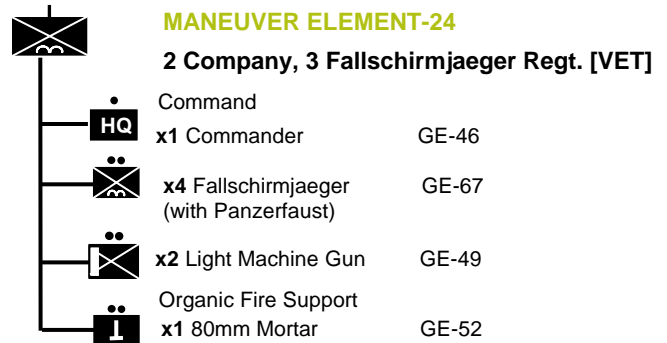 MANEUVER ELEMENT-24
2 Company, 3 Fallschirmjaeger Regt. [VET]
Command
HQ
x1 Commander GE-46
x4 Fallschirmjaeger GE-67
(with Panzerfaust)
x2 Light Machine Gun GE-49
Organic Fire Support
x1 80mm Mortar GE-52